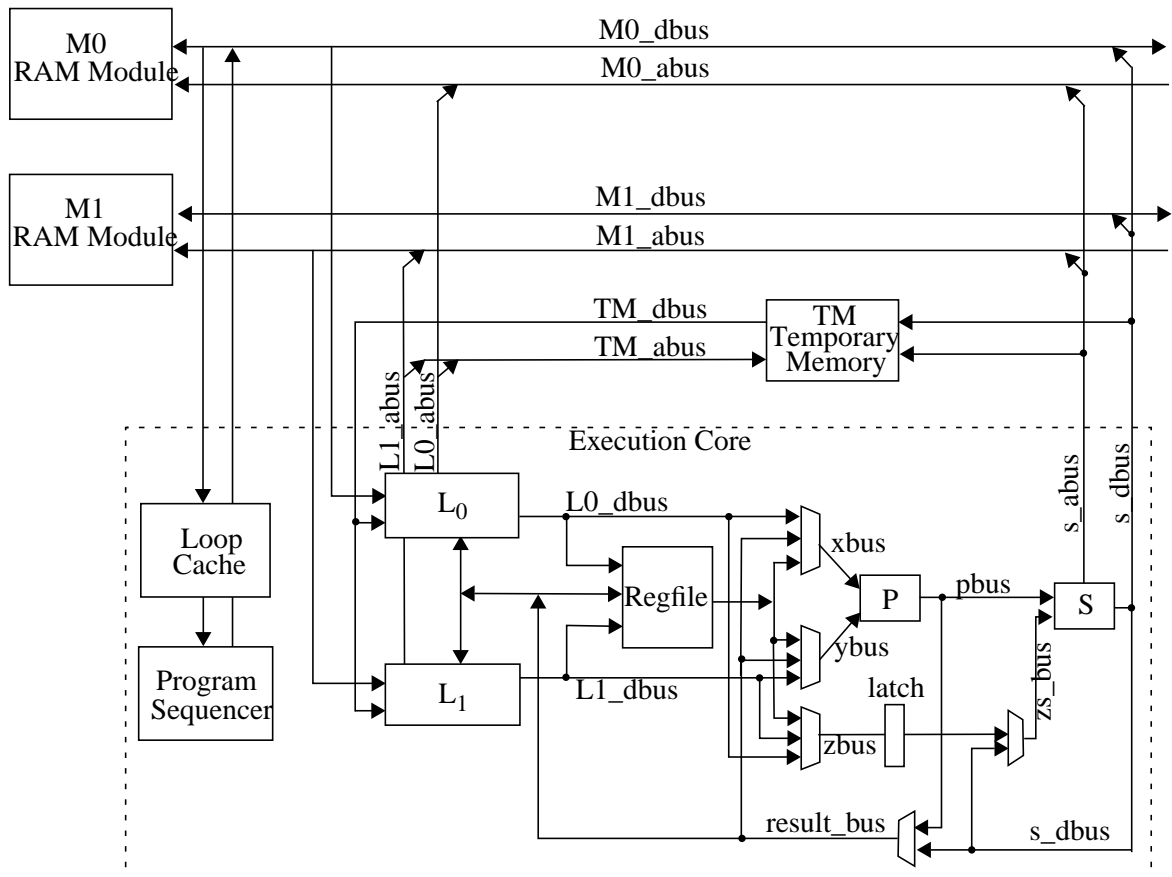 M0
RAM Module
M0_dbus
M0_abus
M1
RAM Module
M1_dbus
M1_abus
TM_dbus
TM_abus
TM
Temporary
Memory
L1_abus
L0_abus
Execution Core
s_abus
s_dbus
L0
L0_dbus
Loop
Cache
xbus
Regfile
P
pbus
S
ybus
Program
Sequencer
L1
L1_dbus
latch
zs_bus
zbus
result_bus
s_dbus